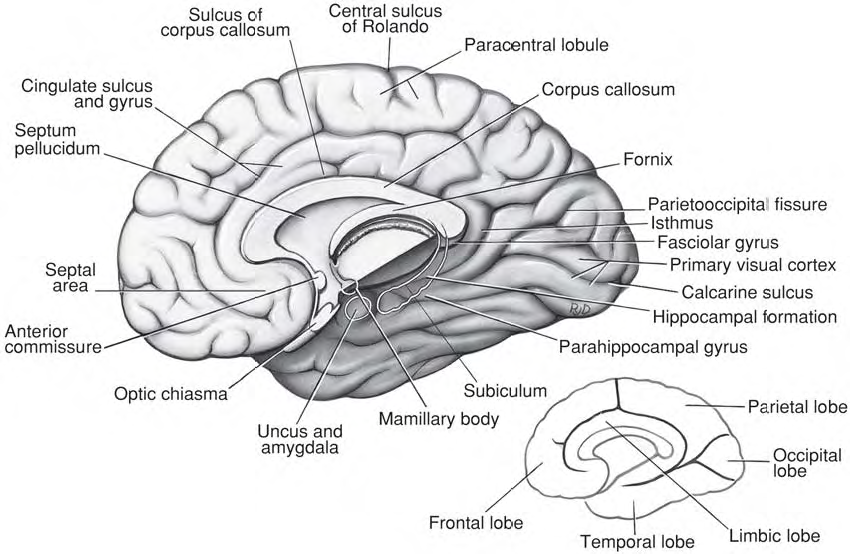 Sulcus of
corpus callosum
Central sulcus
of Rolando
Paracentral lobule
Cingulate sulcus
and gyrus
Corpus callosum
Septum
pellucidum
Fornix
Parietooccipital fissure
Isthmus
Fasciolar gyrus
Primary visual cortex
Septal
area
Calcarine sulcus
RJD
Hippocampal formation
Anterior
commissure
Parahippocampal gyrus
Optic chiasma
Subiculum
Mamillary body
Uncus and
amygdala
Parietal lobe
Occipital
lobe
Frontal lobe
Temporal lobe
Limbic lobe